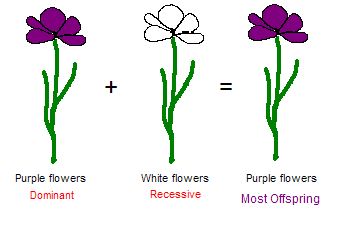 +
=
Purple flowers
Dominant
White flowers
Recessive
Purple flowers
Most Offspring